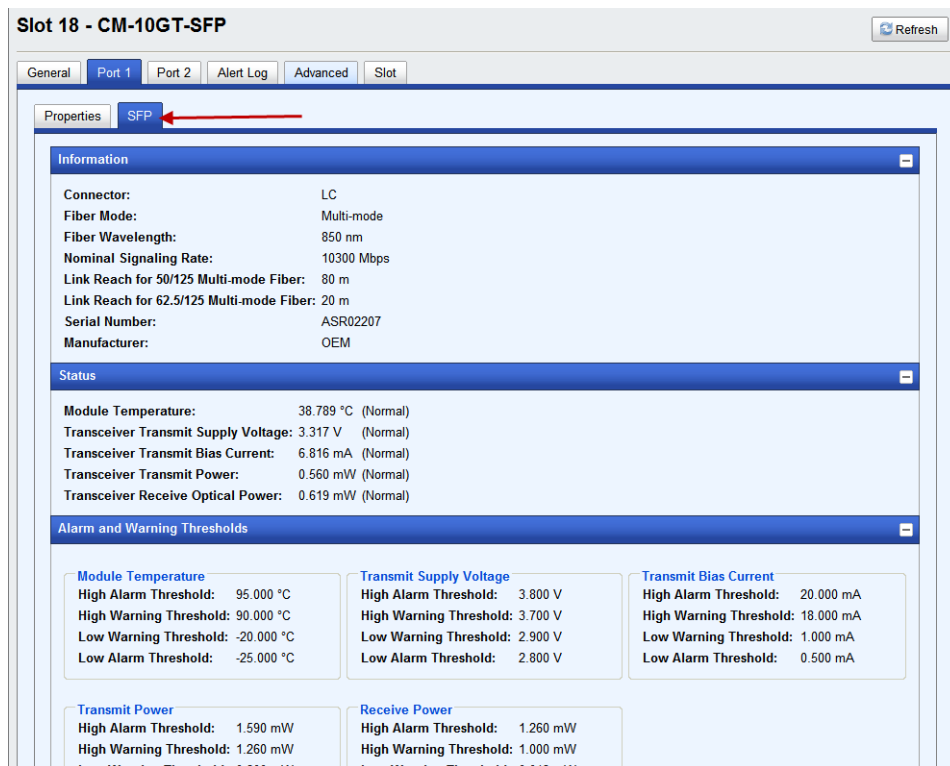 Slot 18 - CM-10GT-SFP
Refresh
General Port 1 Port 2 Alert Log Advanced Slot
Properties SFP
Information
Connector: LC
Fiber Mode: Multi-mode
Fiber Wavelength: 850 nm
Nominal Signaling Rate: 10300 Mbps
Link Reach for 50/125 Multi-mode Fiber: 80 m
Link Reach for 62.5/125 Multi-mode Fiber: 20 m
Serial Number: ASR02207
Manufacturer: OEM
Status
Module Temperature: 38.789 °C (Normal)
Transceiver Transmit Supply Voltage: 3.317 V (Normal)
Transceiver Transmit Bias Current: 6.816 mA (Normal)
Transceiver Transmit Power: 0.560 mW (Normal)
Transceiver Receive Optical Power: 0.619 mW (Normal)
Alarm and Warning Thresholds
Module Temperature
High Alarm Threshold: 95.000 °C
High Warning Threshold: 90.000 °C
Low Warning Threshold: -20.000 °C
Low Alarm Threshold: -25.000 °C
Transmit Supply Voltage
High Alarm Threshold: 3.800 V
High Warning Threshold: 3.700 V
Low Warning Threshold: 2.900 V
Low Alarm Threshold: 2.800 V
Transmit Bias Current
High Alarm Threshold: 20.000 mA
High Warning Threshold: 18.000 mA
Low Warning Threshold: 1.000 mA
Low Alarm Threshold: 0.500 mA
Transmit Power
High Alarm Threshold: 1.590 mW
High Warning Threshold: 1.260 mW
Receive Power
High Alarm Threshold: 1.260 mW
High Warning Threshold: 1.000 mW